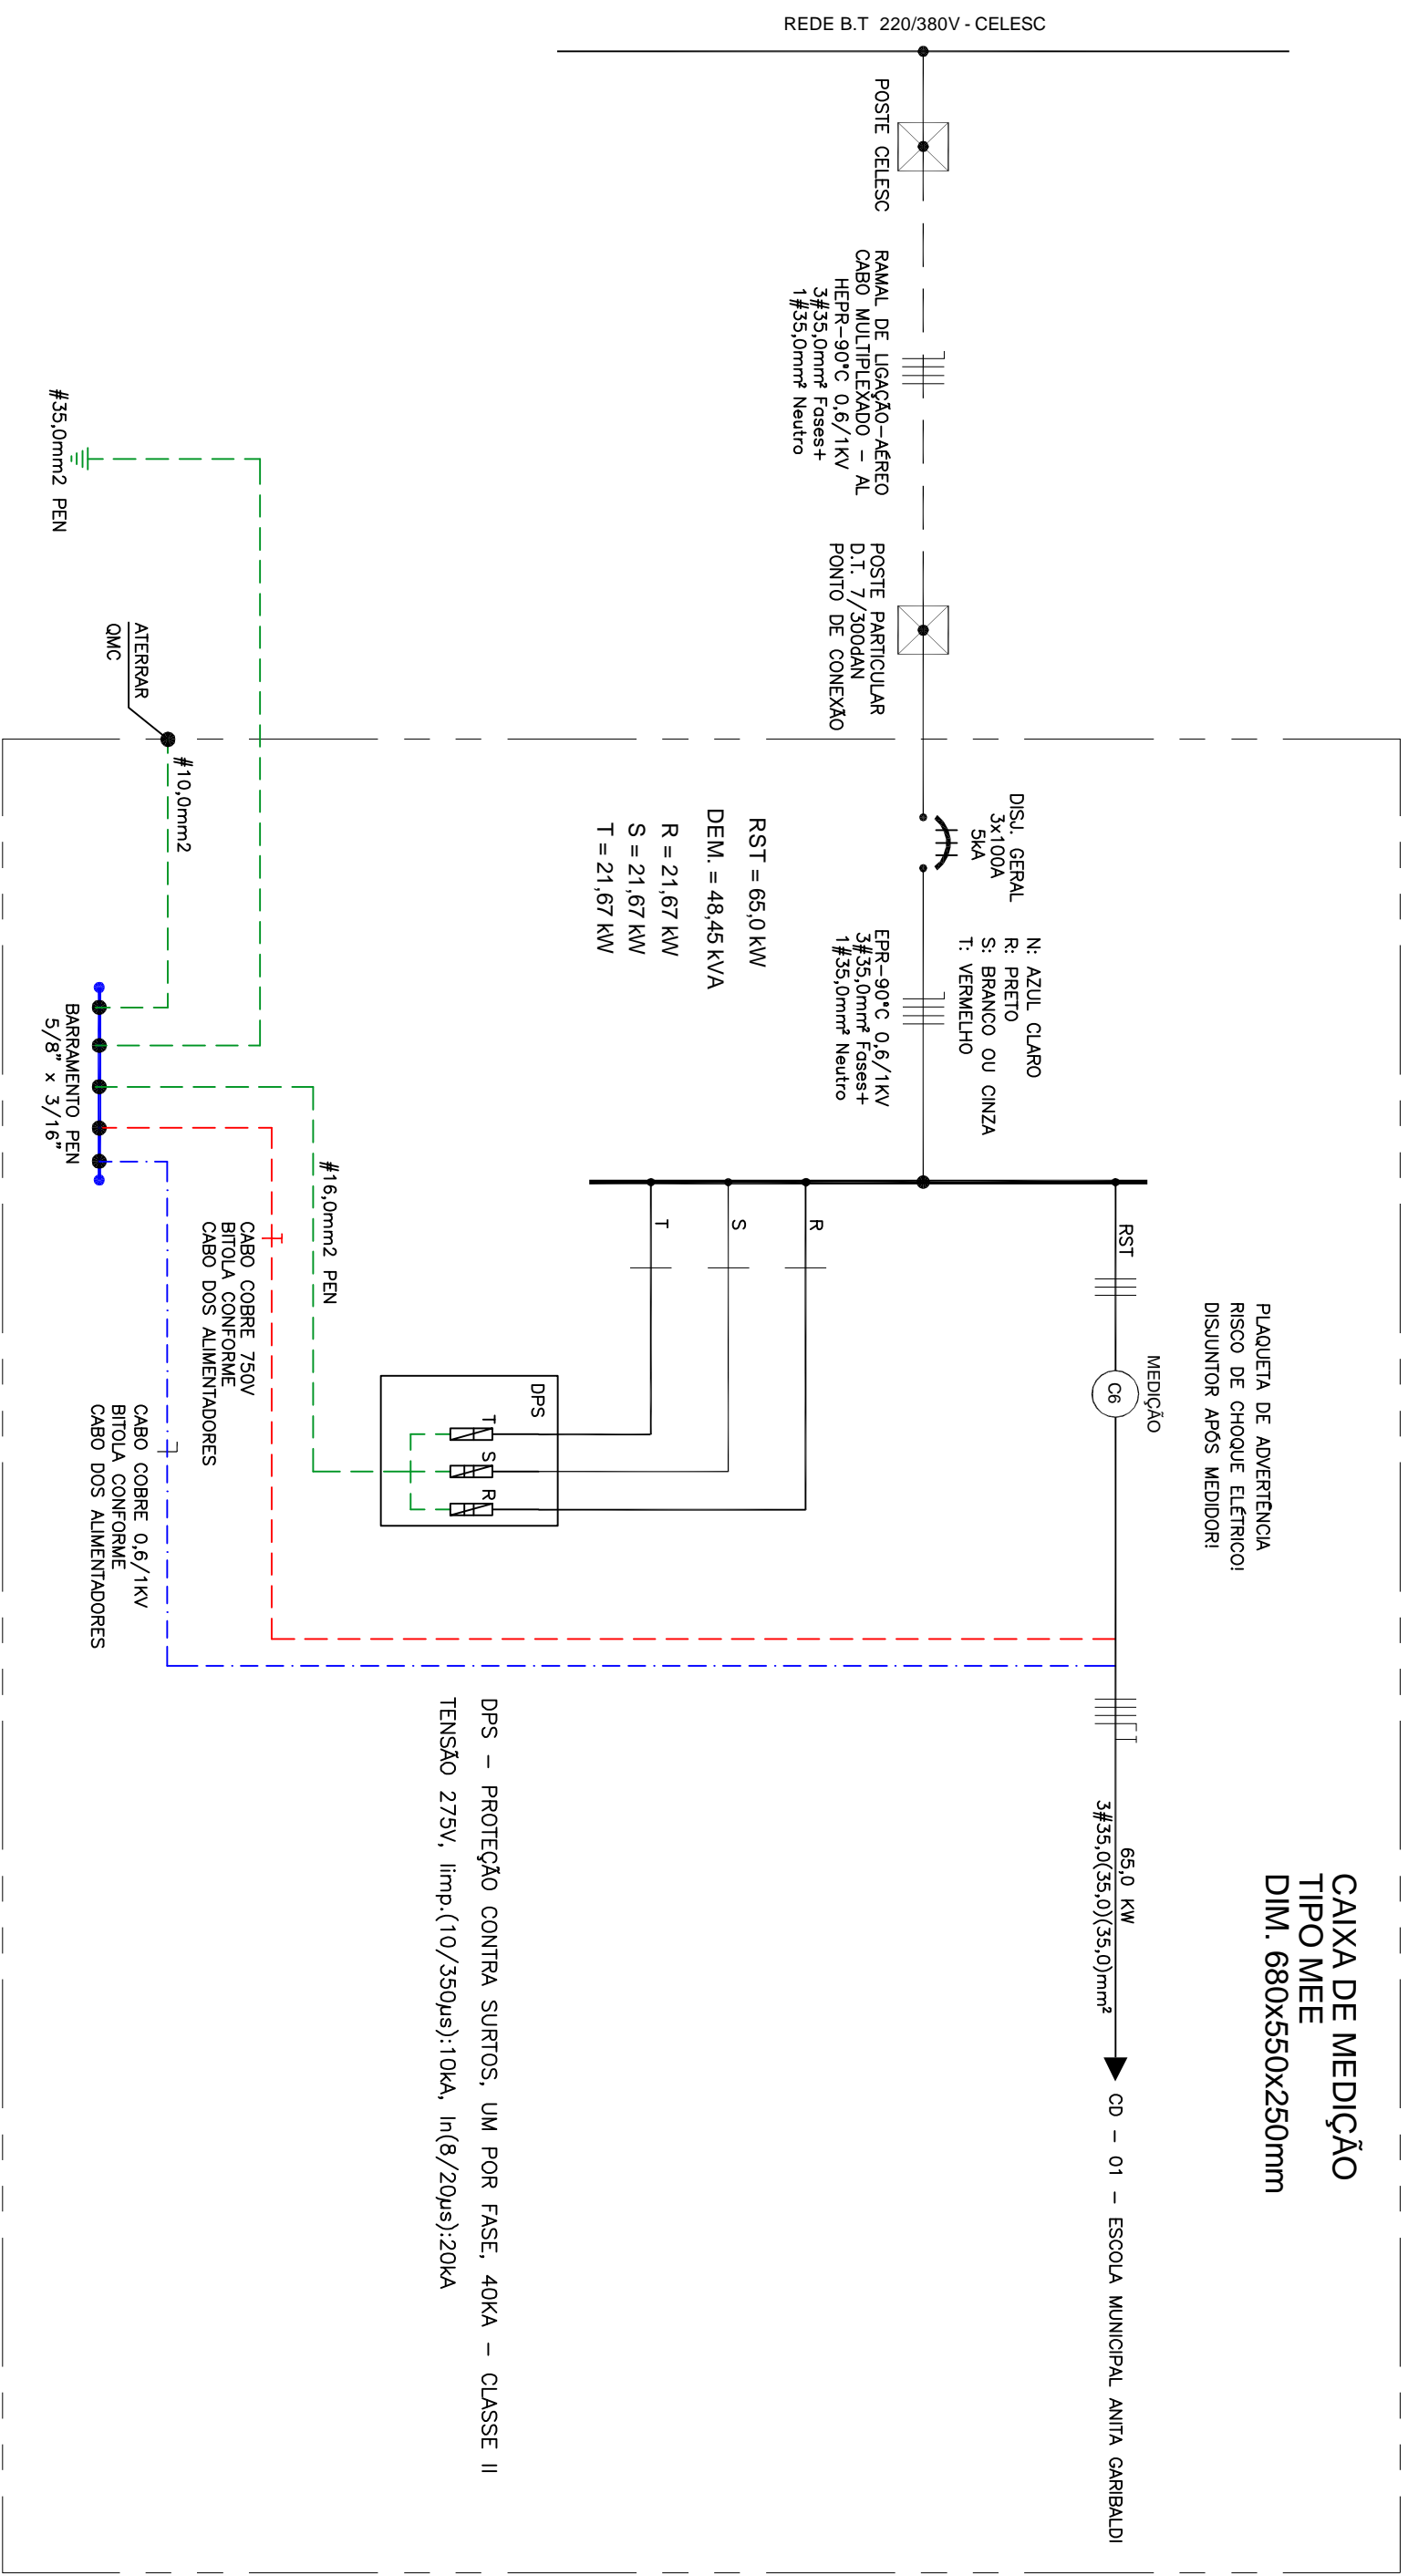 REDE B.T  220/380V - CELESC
POSTE CELESC
RAMAL DE LIGAÇÃO-AÉREO
CABO MULTIPLEXADO - AL
HEPR-90°C 0,6/1KV
3#35,0mm² Fases+
1#35,0mm² Neutro
POSTE PARTICULAR
D.T. 7/300dAN
PONTO DE CONEXÃO
#35,0mm2 PEN
ATERRAR
QMC
#10,0mm2
DISJ. GERAL
3x100A
5kA
N: AZUL CLARO
R: PRETO
S: BRANCO OU CINZA
T: VERMELHO
EPR-90°C 0,6/1KV
3#35,0mm² Fases+
1#35,0mm² Neutro
RST = 65,0 kW
DEM. = 48,45 kVA
R = 21,67 kW
S = 21,67 kW
T = 21,67 kW
BARRAMENTO PEN
5/8" x 3/16"
#16,0mm2 PEN
RST
R
S
T
PLAQUETA DE ADVERTÊNCIA
RISCO DE CHOQUE ELÉTRICO!
DISJUNTOR APÓS MEDIDOR!
MEDIÇÃO
C6
DPS
T
S
R
CABO COBRE 750V
BITOLA CONFORME
CABO DOS ALIMENTADORES
CABO COBRE 0,6/1KV
BITOLA CONFORME
CABO DOS ALIMENTADORES
DPS - PROTEÇÃO CONTRA SURTOS, UM POR FASE, 40KA - CLASSE II
TENSÃO 275V, Iimp.(10/350µs):10kA, In(8/20µs):20kA
65,0 KW
3#35,0(35,0)(35,0)mm²
CD - 01 - ESCOLA MUNICIPAL ANITA GARIBALDI
CAIXA DE MEDIÇÃO
TIPO MEE
DIM. 680x550x250mm